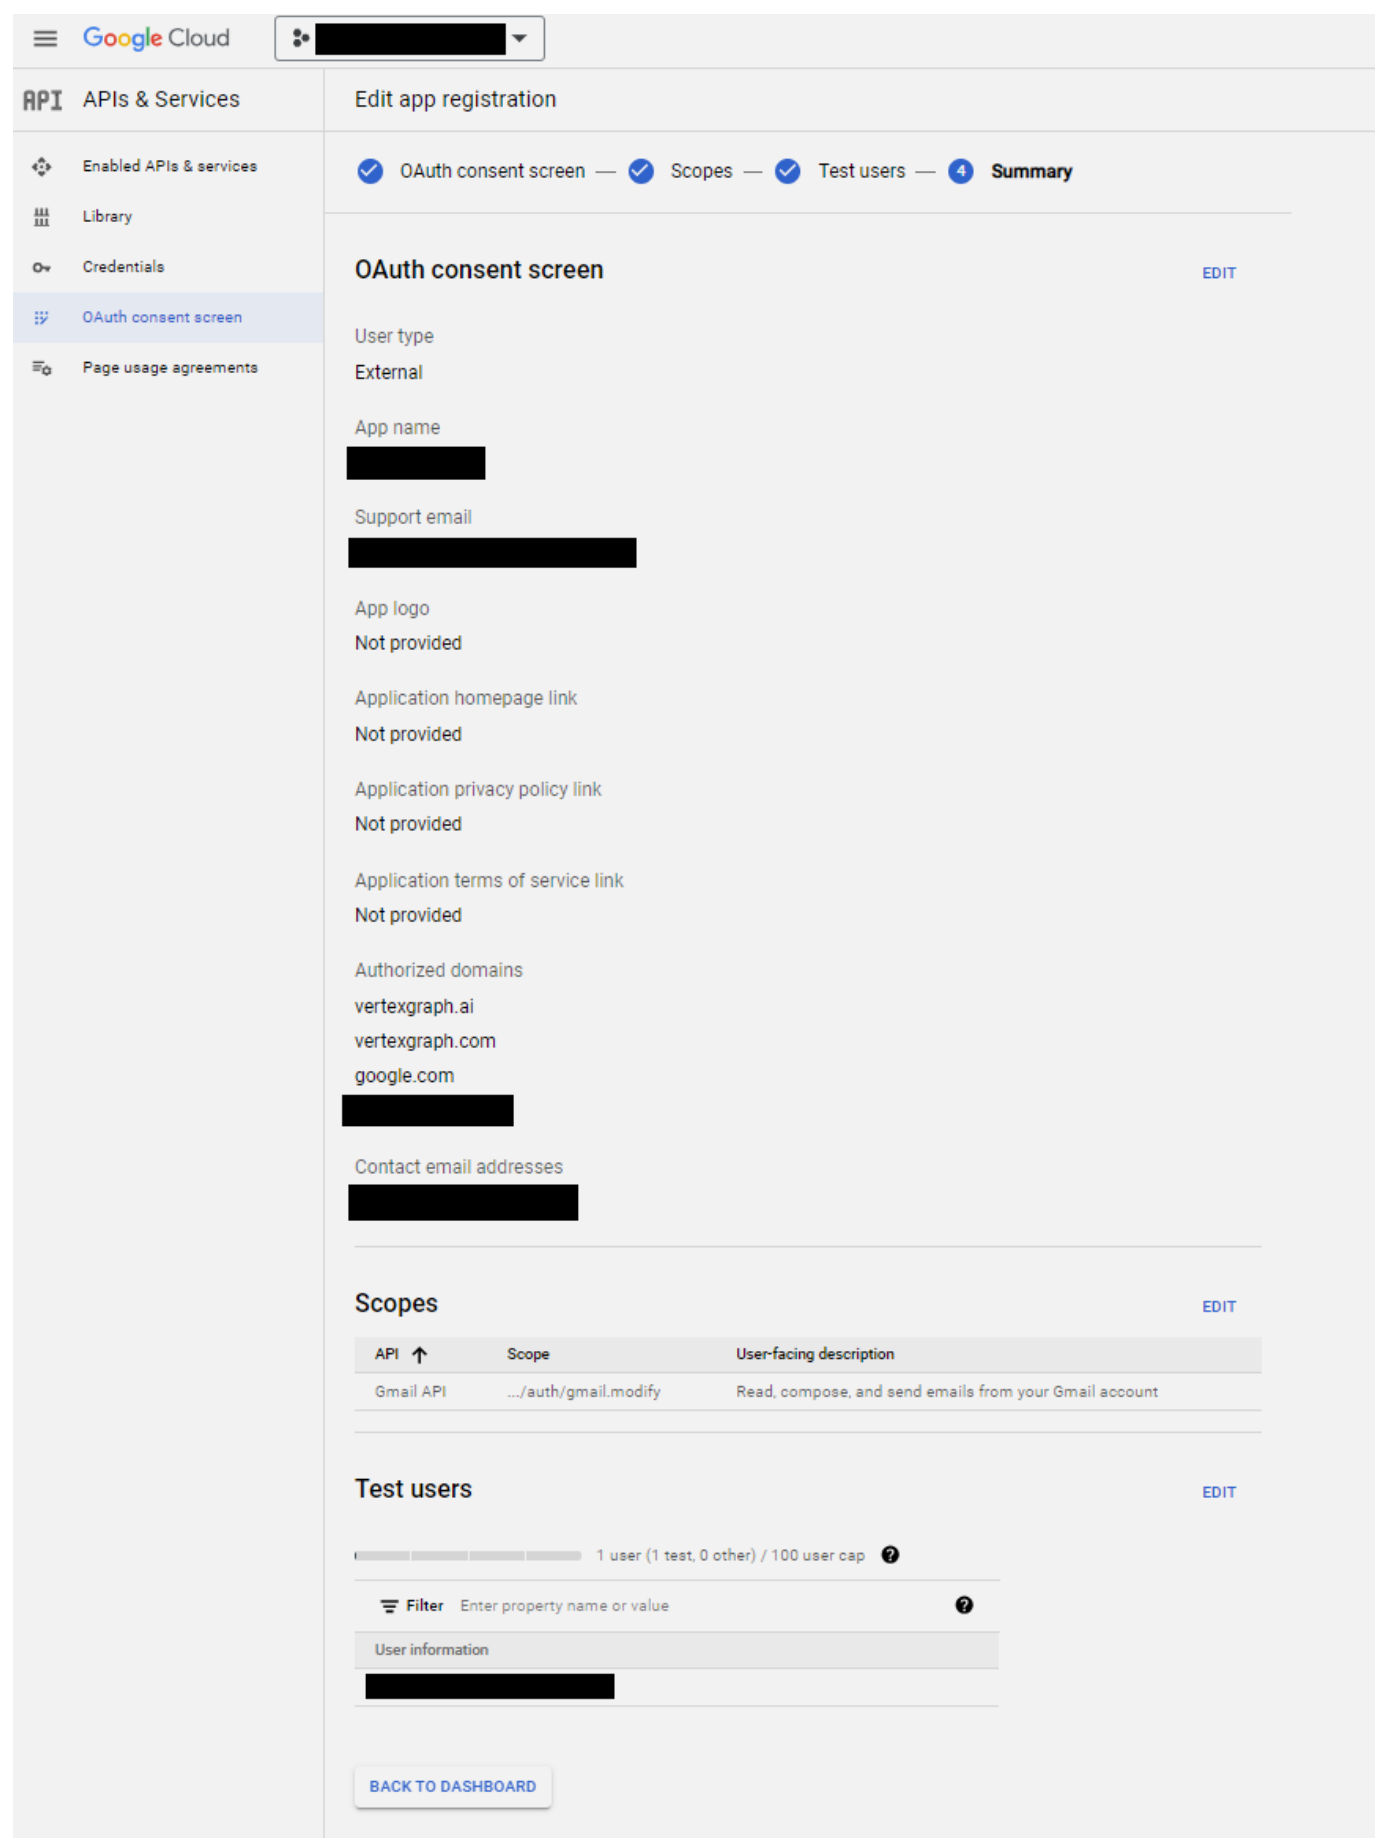 Google Cloud
API APIs & Services
Edit app registration
Enabled APIs & services
Library
Credentials
OAuth consent screen
Page usage agreements
OAuth consent screen — Scopes — Test users — 4 Summary
OAuth consent screen
EDIT
User type
External
App name
Support email
App logo
Not provided
Application homepage link
Not provided
Application privacy policy link
Not provided
Application terms of service link
Not provided
Authorized domains
vertexgraph.ai
vertexgraph.com
google.com
Contact email addresses
Scopes
EDIT
API Scope User-facing description
Gmail API .../auth/gmail.modify Read, compose, and send emails from your Gmail account
Test users
EDIT
1 user (1 test, 0 other) / 100 user cap ?
Filter Enter property name or value ?
User information
BACK TO DASHBOARD